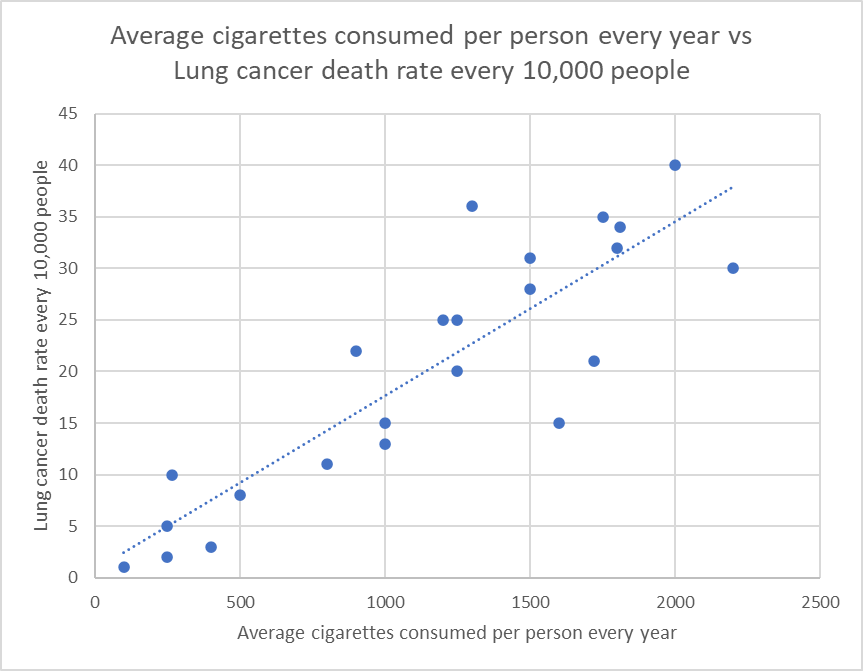 Average cigarettes consumed per person every year vs
Lung cancer death rate every 10,000 people
Lung cancer death rate every 10,000 people
45
40
35
30
25
20
15
10
5
0
0 500 1000 1500 2000 2500
Average cigarettes consumed per person every year